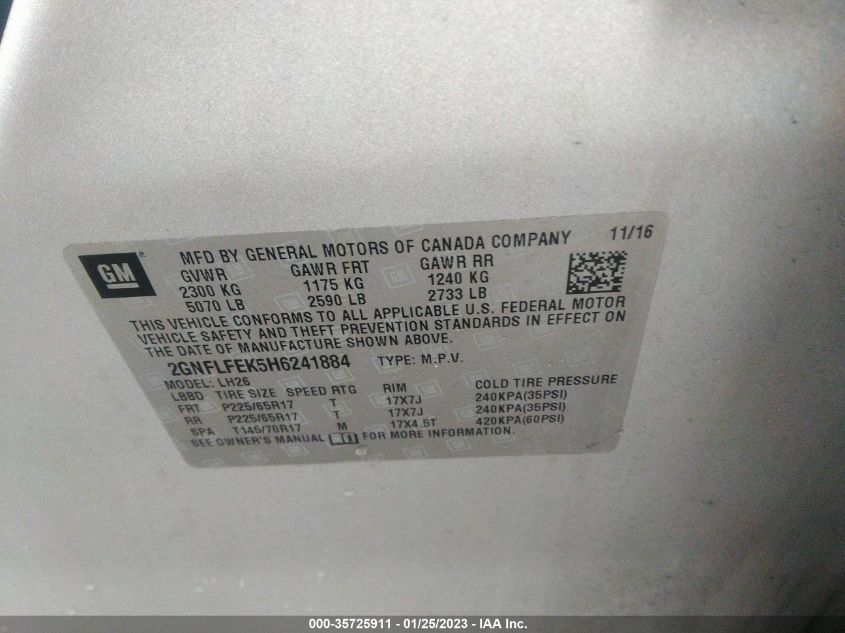 GM
MFD BY GENERAL MOTORS OF CANADA COMPANY 11/16
GVWR GAWR FRT GAWR RR
2300 KG 1175 KG 1240 KG
5070 LB 2590 LB 2733 LB
THIS VEHICLE CONFORMS TO ALL APPLICABLE U.S. FEDERAL MOTOR
VEHICLE SAFETY AND THEFT PREVENTION STANDARDS IN EFFECT ON
THE DATE OF MANUFACTURE SHOWN ABOVE.
2GNFLFEK5H6241884 TYPE: M.P.V.
MODEL: LH26
LBBD TIRE SIZE SPEED RTG RIM COLD TIRE PRESSURE
FRT P225/65R17 T 17X7J 240KPA(35PSI)
RR P225/65R17 T 17X7J 240KPA(35PSI)
SPA T145/70R17 M 17X4.5T 420KPA(60PSI)
SEE OWNER'S MANUAL FOR MORE INFORMATION.
000-35725911 - 01/25/2023 - IAA Inc.